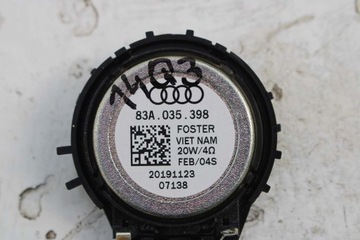 14Q3
83A.035.398
FOSTER
VIET NAM
20W/4Ω
FEB/04S
20191123
07138